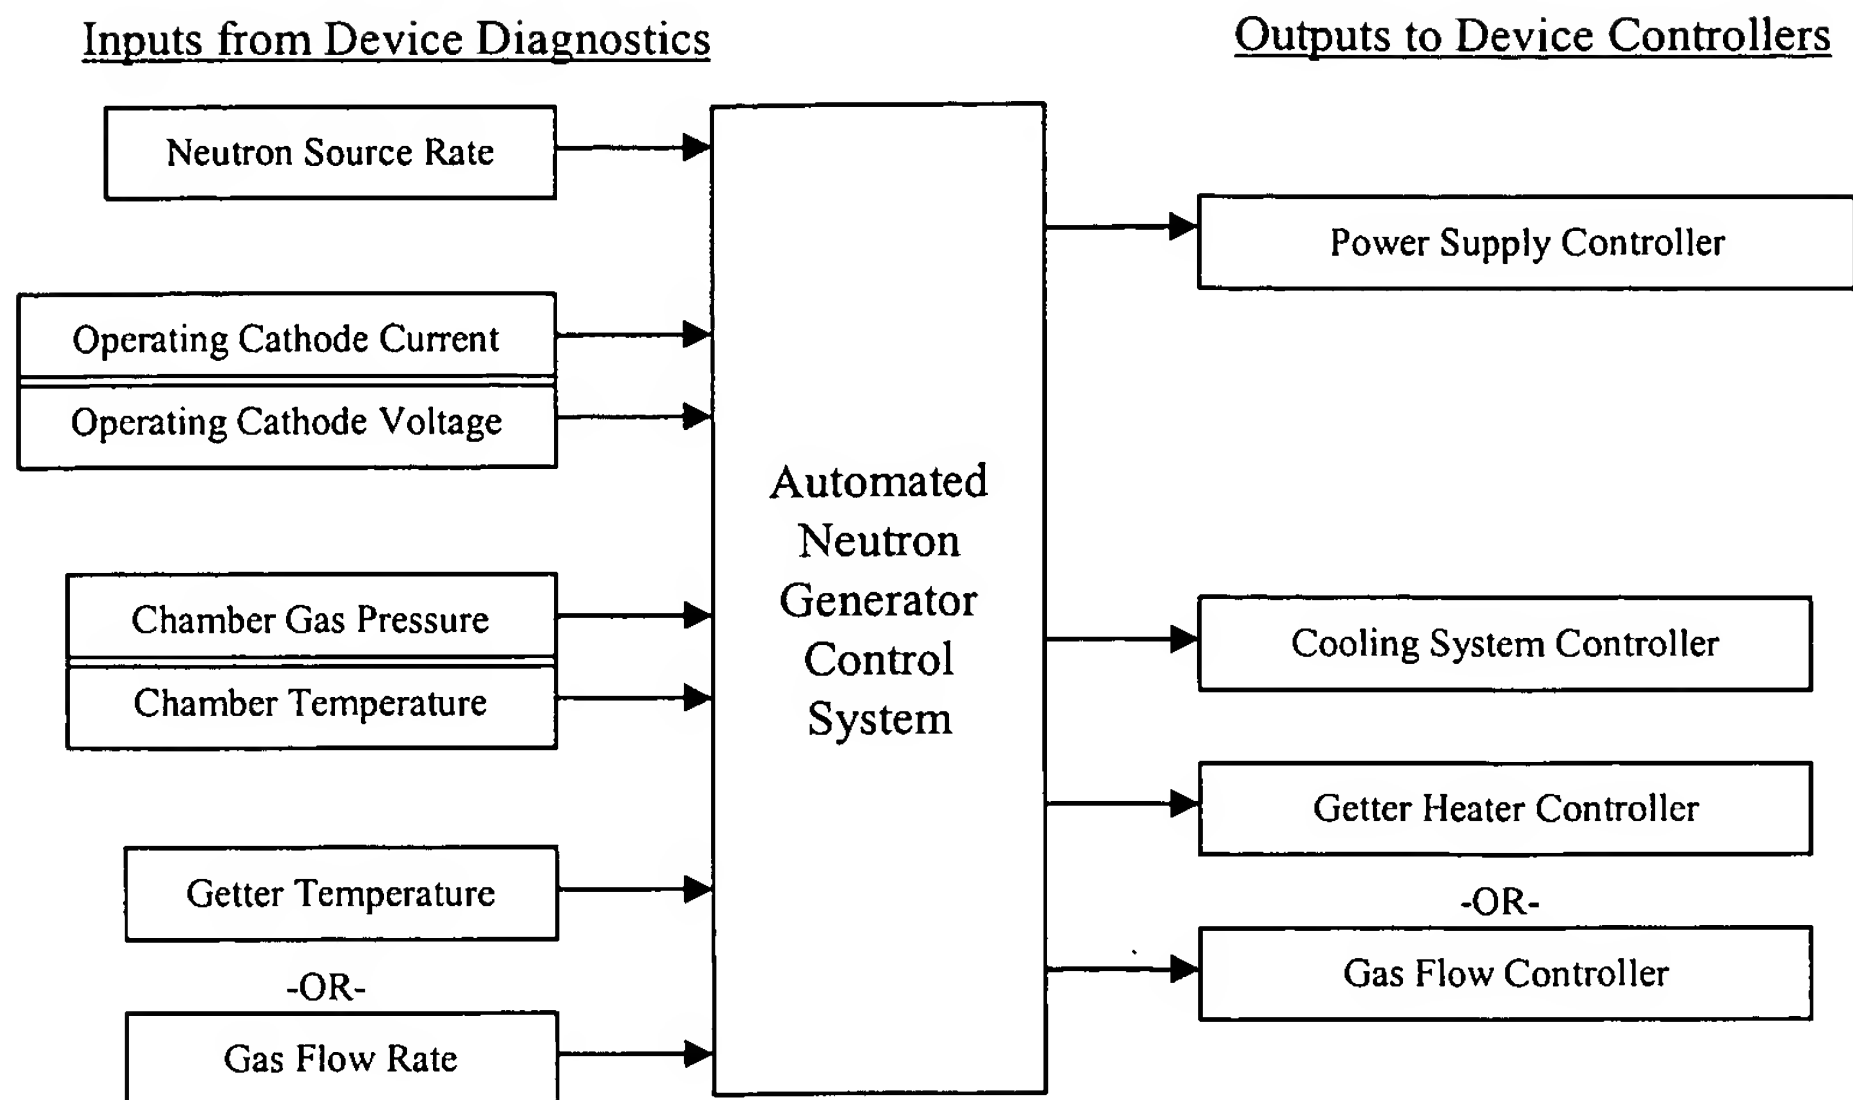 Inputs from Device Diagnostics
Outputs to Device Controllers
Neutron Source Rate
Operating Cathode Current
Operating Cathode Voltage
Chamber Gas Pressure
Chamber Temperature
Getter Temperature
-OR-
Gas Flow Rate
Automated
Neutron
Generator
Control
System
Power Supply Controller
Cooling System Controller
Getter Heater Controller
-OR-
Gas Flow Controller